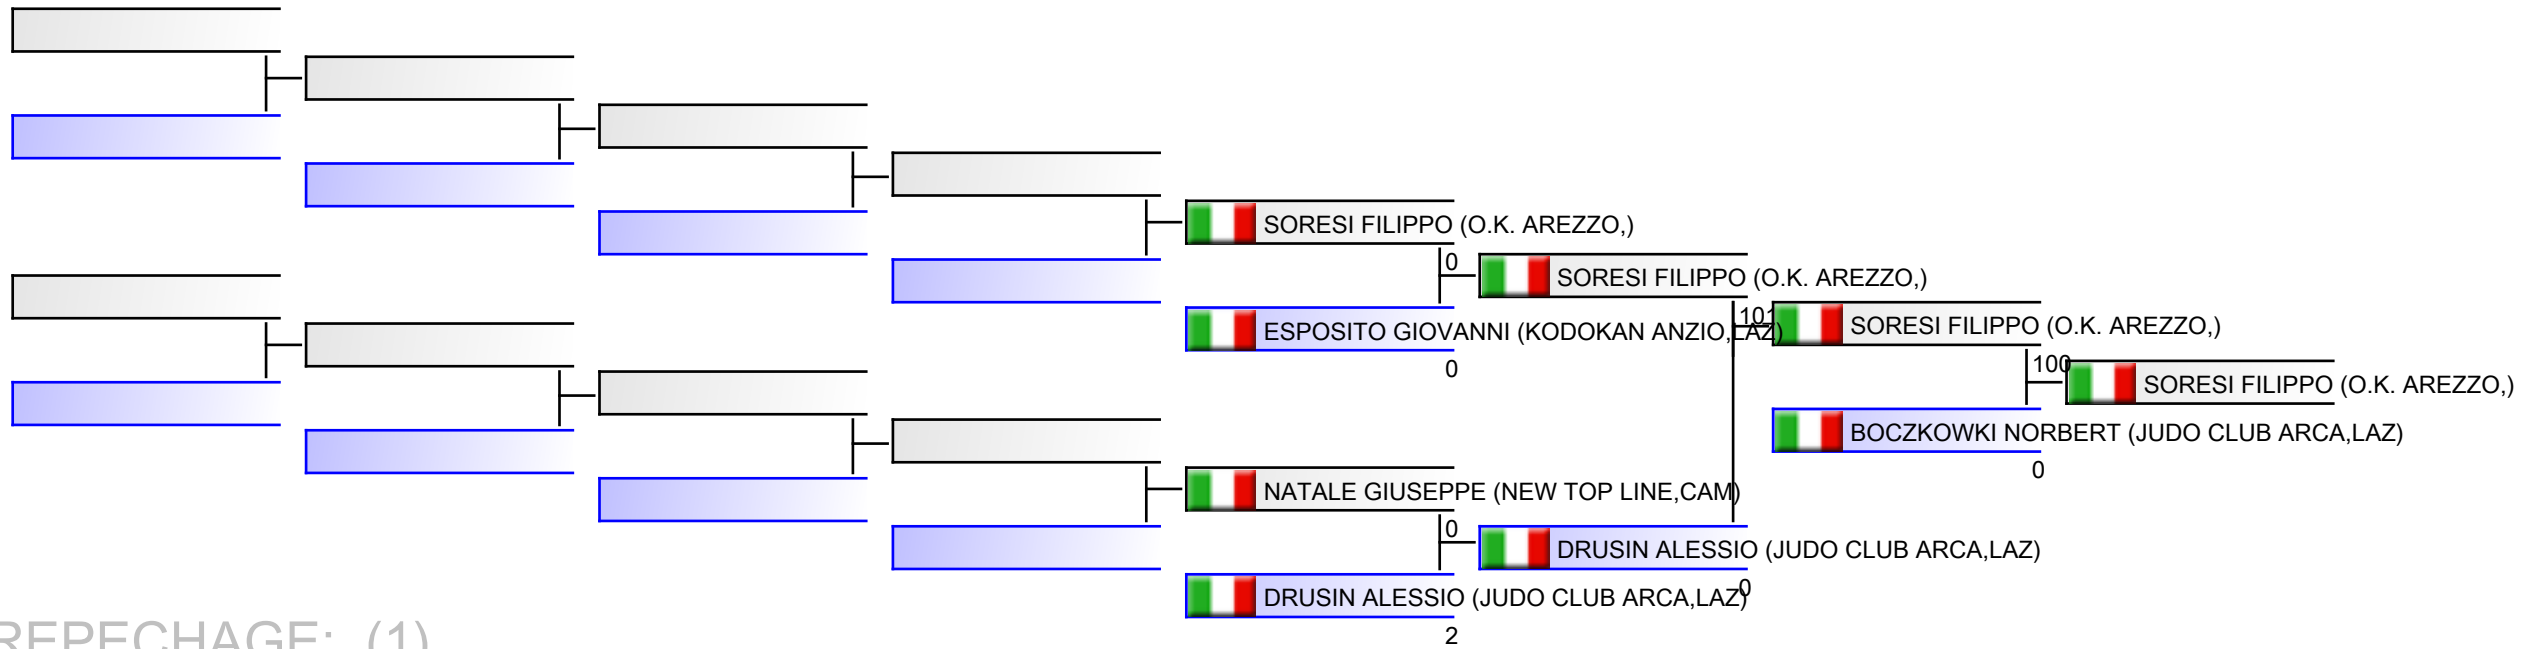 SORESI FILIPPO (O.K. AREZZO,)
0
SORESI FILIPPO (O.K. AREZZO,)
ESPOSITO GIOVANNI (KODOKAN ANZIO,LAZ)
0
101
SORESI FILIPPO (O.K. AREZZO,)
100
SORESI FILIPPO (O.K. AREZZO,)
BOCZKOWKI NORBERT (JUDO CLUB ARCA,LAZ)
0
NATALE GIUSEPPE (NEW TOP LINE,CAM)
0
DRUSIN ALESSIO (JUDO CLUB ARCA,LAZ)
0
DRUSIN ALESSIO (JUDO CLUB ARCA,LAZ)
2
REPECHAGE: (1)